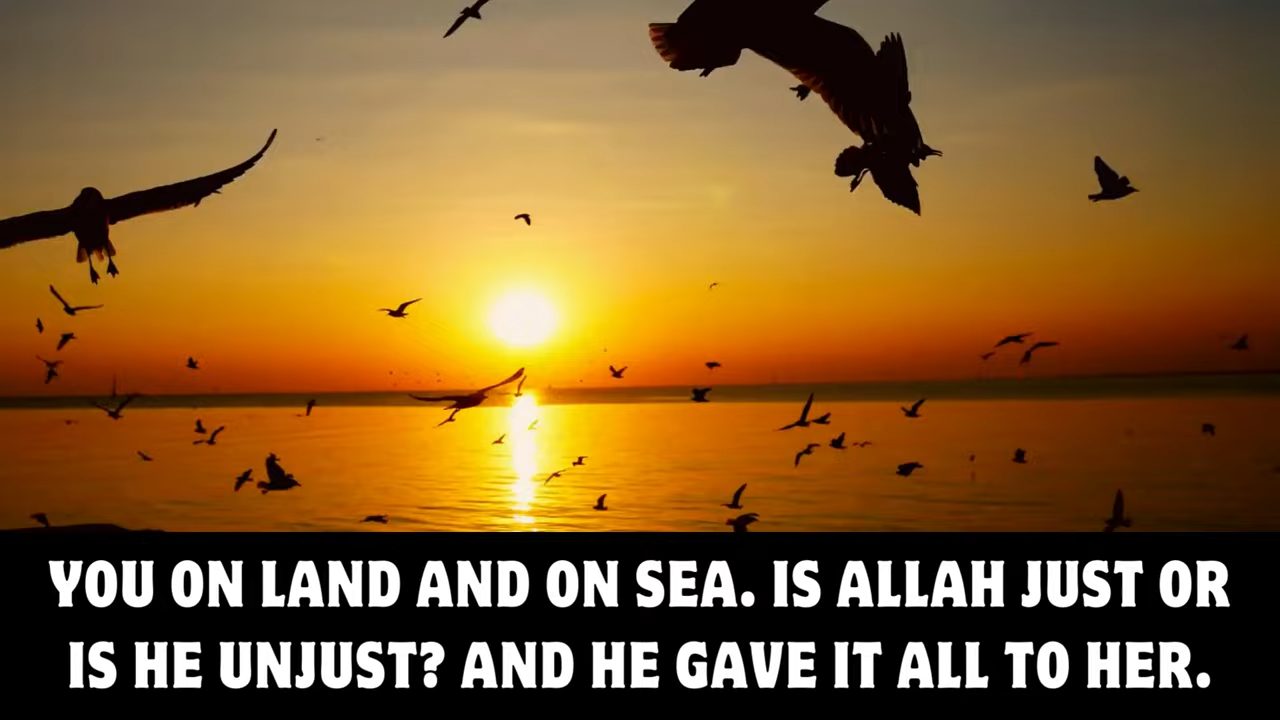 YOU ON LAND AND ON SEA. IS ALLAH JUST OR
IS HE UNJUST? AND HE GAVE IT ALL TO HER.